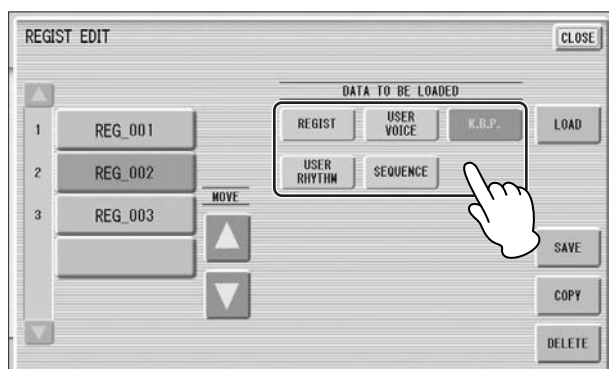 REGIST EDIT
CLOSE
DATA TO BE LOADED
1 REG_001
REGIST
USER
VOICE
K.B.P.
LOAD
2 REG_002
USER
RHYTHM
SEQUENCE
MOVE
3 REG_003
SAVE
COPY
DELETE